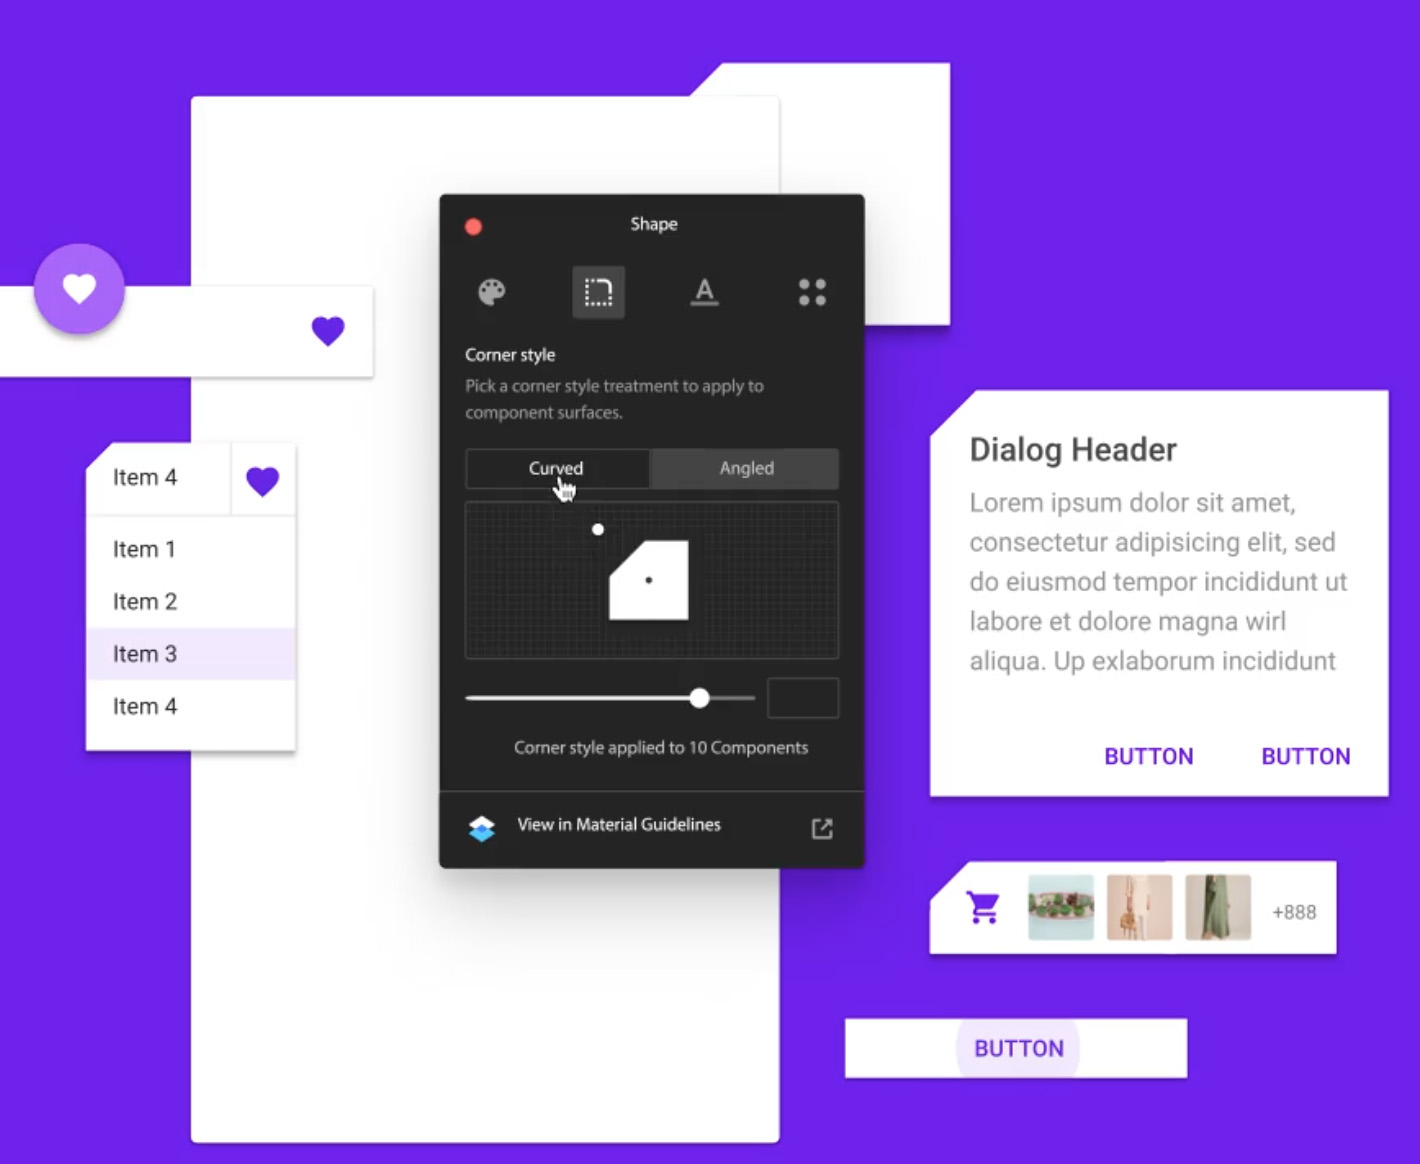 Shape
A
Corner style
Pick a corner style treatment to apply to
component surfaces.
Curved
Angled
Corner style applied to 10 Components
View in Material Guidelines
Item 4
Item 1
Item 2
Item 3
Item 4
Dialog Header
Lorem ipsum dolor sit amet,
consectetur adipisicing elit, sed
do eiusmod tempor incididunt ut
labore et dolore magna wirl
aliqua. Up exlaborum incididunt
BUTTON BUTTON
+888
BUTTON